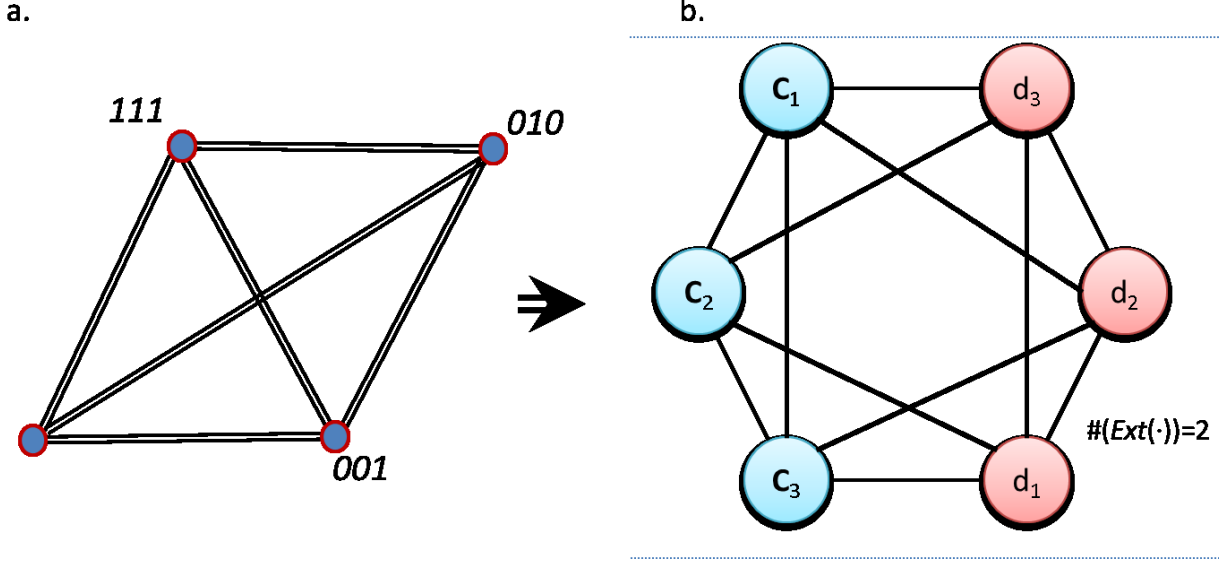 a.
b.
111
010
001
C₁
d₃
C₂
d₂
C₃
d₁
#(Ext(·))=2